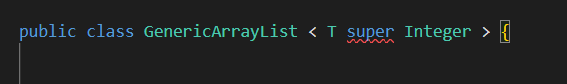 public class GenericArrayList < T super Integer > {